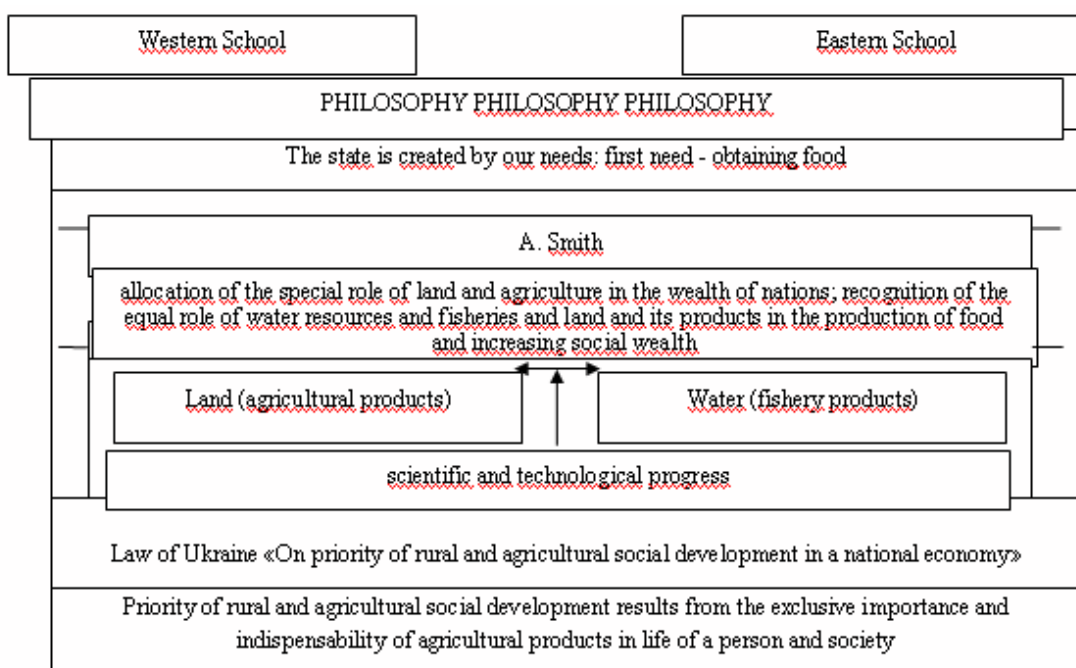 Western School
Eastern School
PHILOSOPHY PHILOSOPHY PHILOSOPHY
The state is created by our needs: first need - obtaining food
A. Smith
allocation of the special role of land and agriculture in the wealth of nations; recognition of the
equal role of water resources and fisheries and land and its products in the production of food
and increasing social wealth
Land (agricultural products)
Water (fishery products)
scientific and technological progress
Law of Ukraine «On priority of rural and agricultural social development in a national economy»
Priority of rural and agricultural social development results from the exclusive importance and
indispensability of agricultural products in life of a person and society